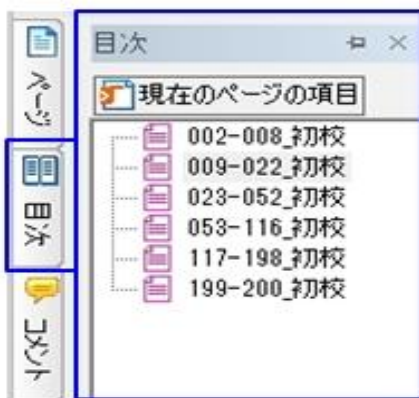 ページ
目次
コメント
目次
現在のページの項目
002-008_初校
009-022_初校
023-052_初校
053-116_初校
117-198_初校
199-200_初校